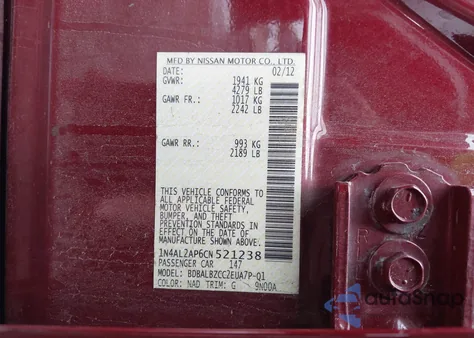 MFD BY NISSAN MOTOR CO., LTD.
DATE: 02/12
GVWR: 1941 KG
4279 LB
GAWR FR.: 1017 KG
2242 LB
GAWR RR.: 993 KG
2189 LB
THIS VEHICLE CONFORMS TO
ALL APPLICABLE FEDERAL
MOTOR VEHICLE SAFETY,
BUMPER, AND THEFT
PREVENTION STANDARDS IN
EFFECT ON THE DATE OF
MANUFACTURE SHOWN ABOVE.
1N4AL2AP6CN521238
PASSENGER CAR 147
MODEL: BDBALBZCC2EUA7P-Q1
COLOR: NAD TRIM: G 9N00A
autoSnap